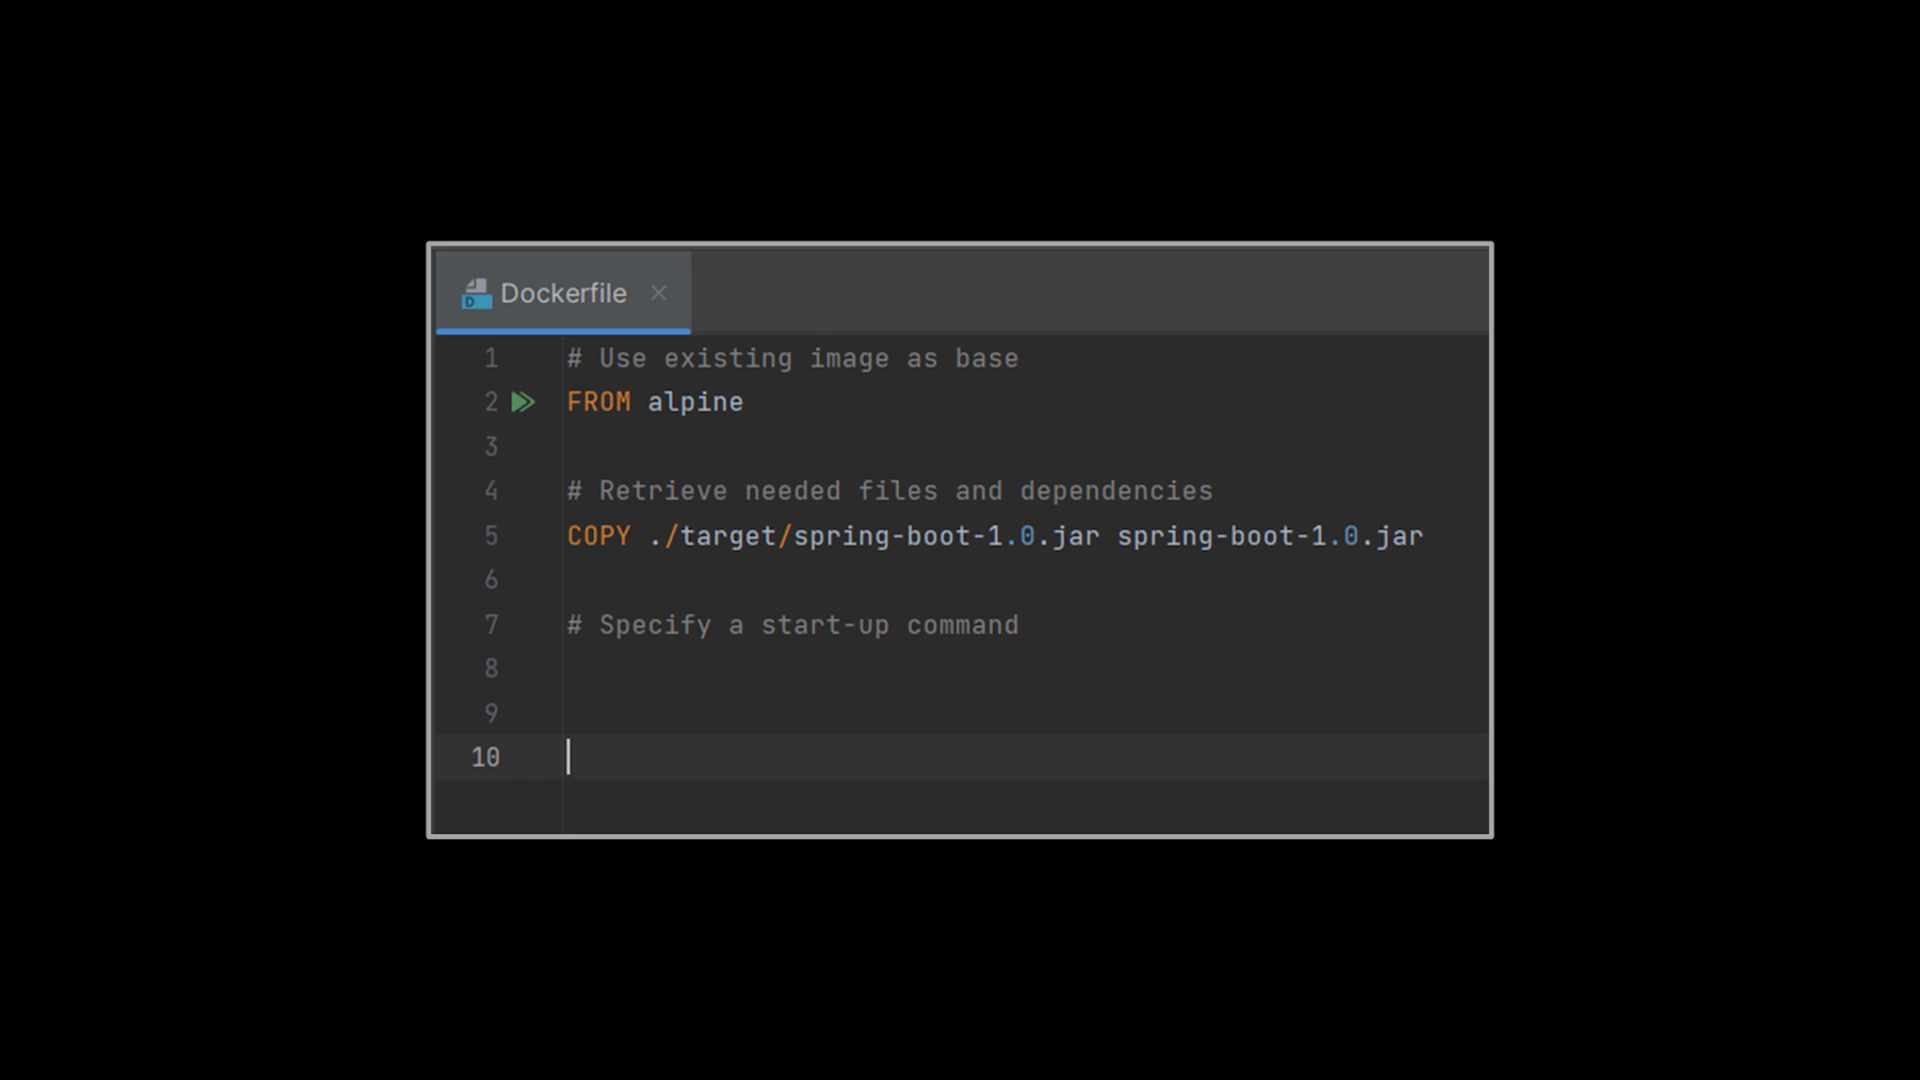 Dockerfile
1 # Use existing image as base
2 FROM alpine
3
4 # Retrieve needed files and dependencies
5 COPY ./target/spring-boot-1.0.jar spring-boot-1.0.jar
6
7 # Specify a start-up command
8
9
10